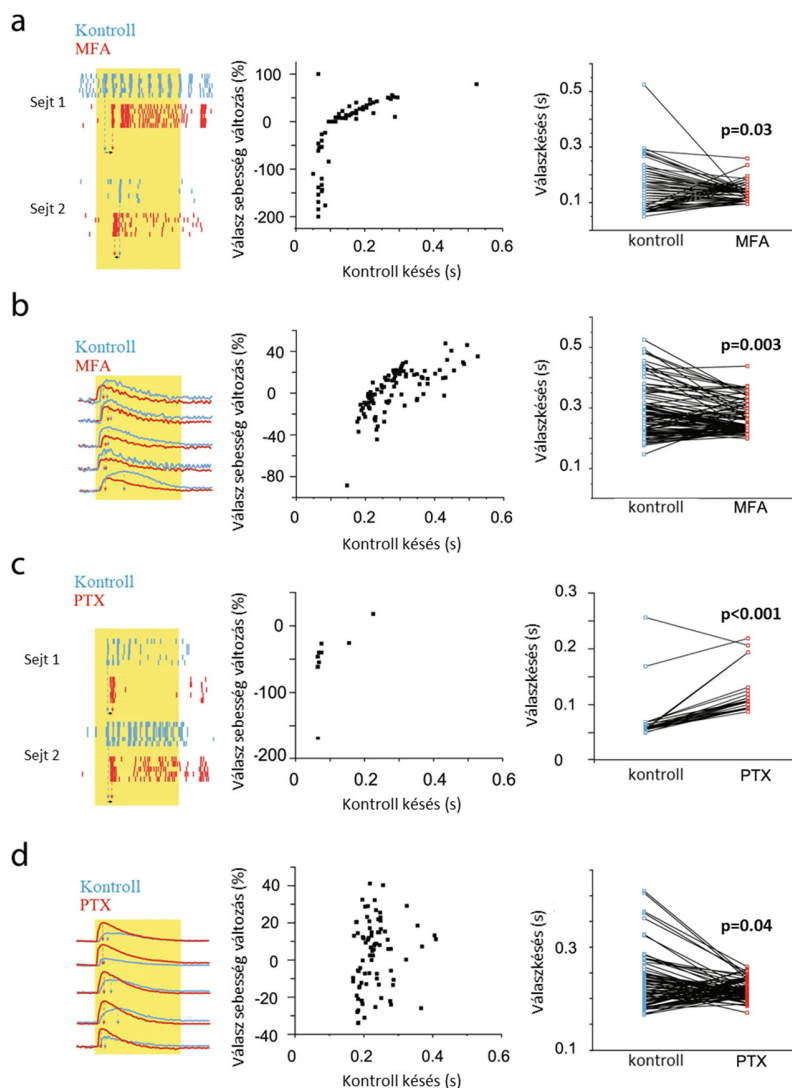 a
Kontroll
MFA
Sejt 1
Sejt 2
Válasz sebesség változás (%)
100
0
-100
-200
0
0.2
0.4
0.6
Kontroll késés (s)
Válaszkésés (s)
0.5
0.3
0.1
p=0.03
kontroll
MFA
b
Kontroll
MFA
Válasz sebesség változás (%)
40
0
-40
-80
0
0.2
0.4
0.6
Kontroll késés (s)
Válaszkésés (s)
0.5
0.3
0.1
p=0.003
kontroll
MFA
c
Kontroll
PTX
Sejt 1
Sejt 2
Válasz sebesség változás (%)
0
-100
-200
0
0.2
0.4
0.6
Kontroll késés (s)
Válaszkésés (s)
0.3
0.2
0.1
0
p<0.001
kontroll
PTX
d
Kontroll
PTX
Válasz sebesség változás (%)
40
20
0
-20
-40
0
0.2
0.4
0.6
Kontroll késés (s)
Válaszkésés (s)
0.3
0.1
p=0.04
kontroll
PTX